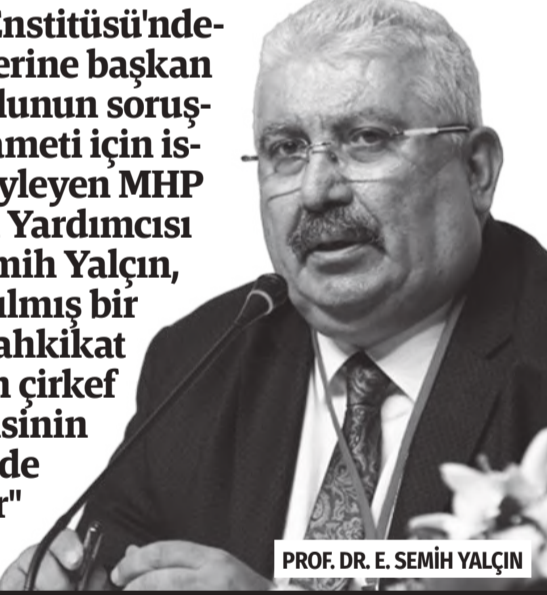 Enstitüsü'nde-
erine başkan
lunun soruş-
ameti için is-
yleyen MHP
Yardımcısı
mih Yalçın,
ılmış bir
ahkikat
n çirkef
sinin
de
r"
PROF. DR. E. SEMİH YALÇIN